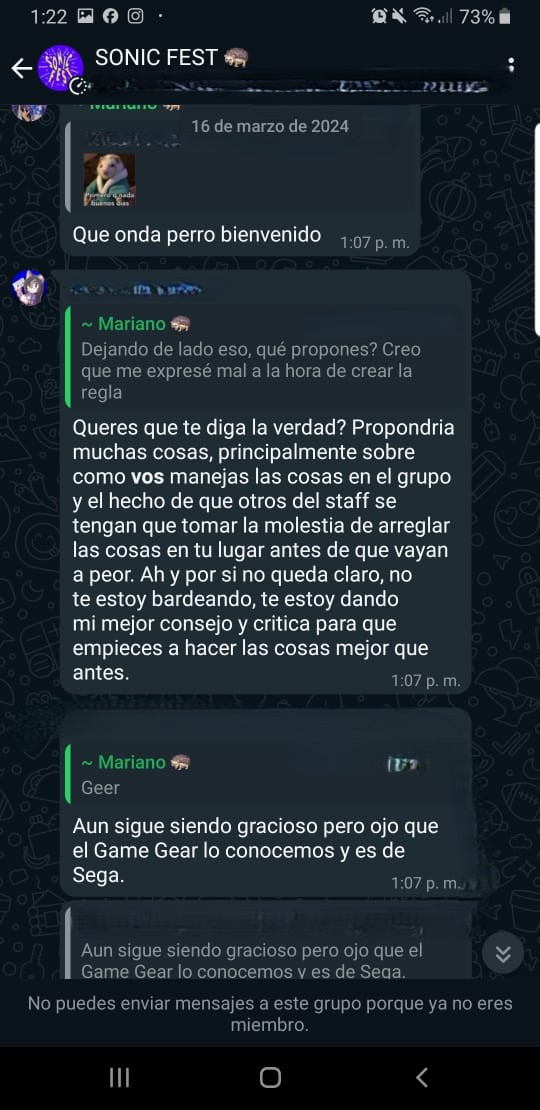 1:22
73%
SONIC FEST
Mariano
16 de marzo de 2024
Primero q nada
buenos dias
Que onda perro bienvenido
1:07 p. m.
~ Mariano
Dejando de lado eso, qué propones? Creo
que me expresé mal a la hora de crear la
regla
Queres que te diga la verdad? Propondria
muchas cosas, principalmente sobre
como vos manejas las cosas en el grupo
y el hecho de que otros del staff se
tengan que tomar la molestia de arreglar
las cosas en tu lugar antes de que vayan
a peor. Ah y por si no queda claro, no
te estoy bardeando, te estoy dando
mi mejor consejo y critica para que
empieces a hacer las cosas mejor que
antes.
1:07 p. m.
~ Mariano
Geer
Aun sigue siendo gracioso pero ojo que
el Game Gear lo conocemos y es de
Sega.
1:07 p. m.
Aun sigue siendo gracioso pero ojo que el
Game Gear lo conocemos y es de Sega.
No puedes enviar mensajes a este grupo porque ya no eres
miembro.